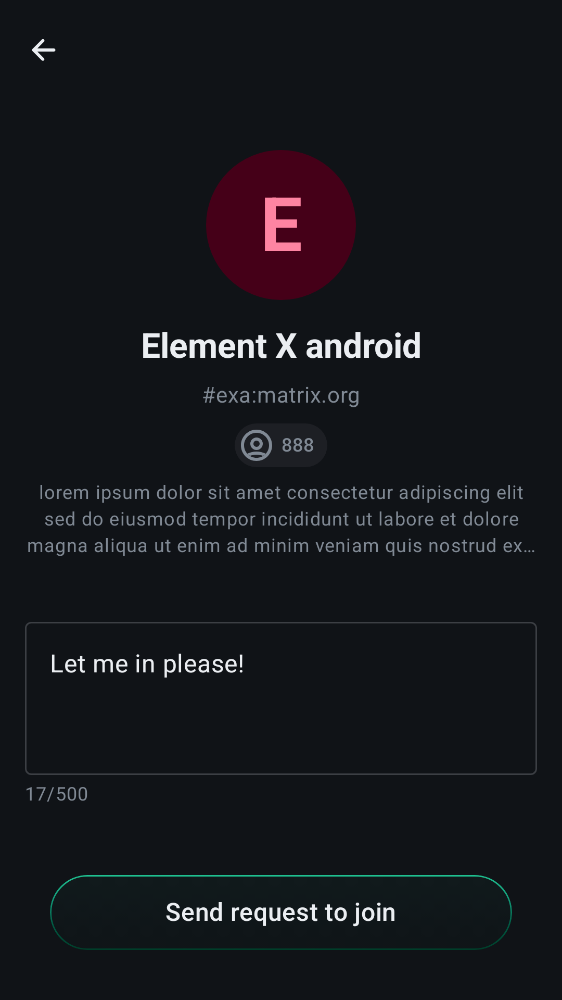 E
Element X android
#exa:matrix.org
888
lorem ipsum dolor sit amet consectetur adipiscing elit
sed do eiusmod tempor incididunt ut labore et dolore
magna aliqua ut enim ad minim veniam quis nostrud ex…
Let me in please!
17/500
Send request to join